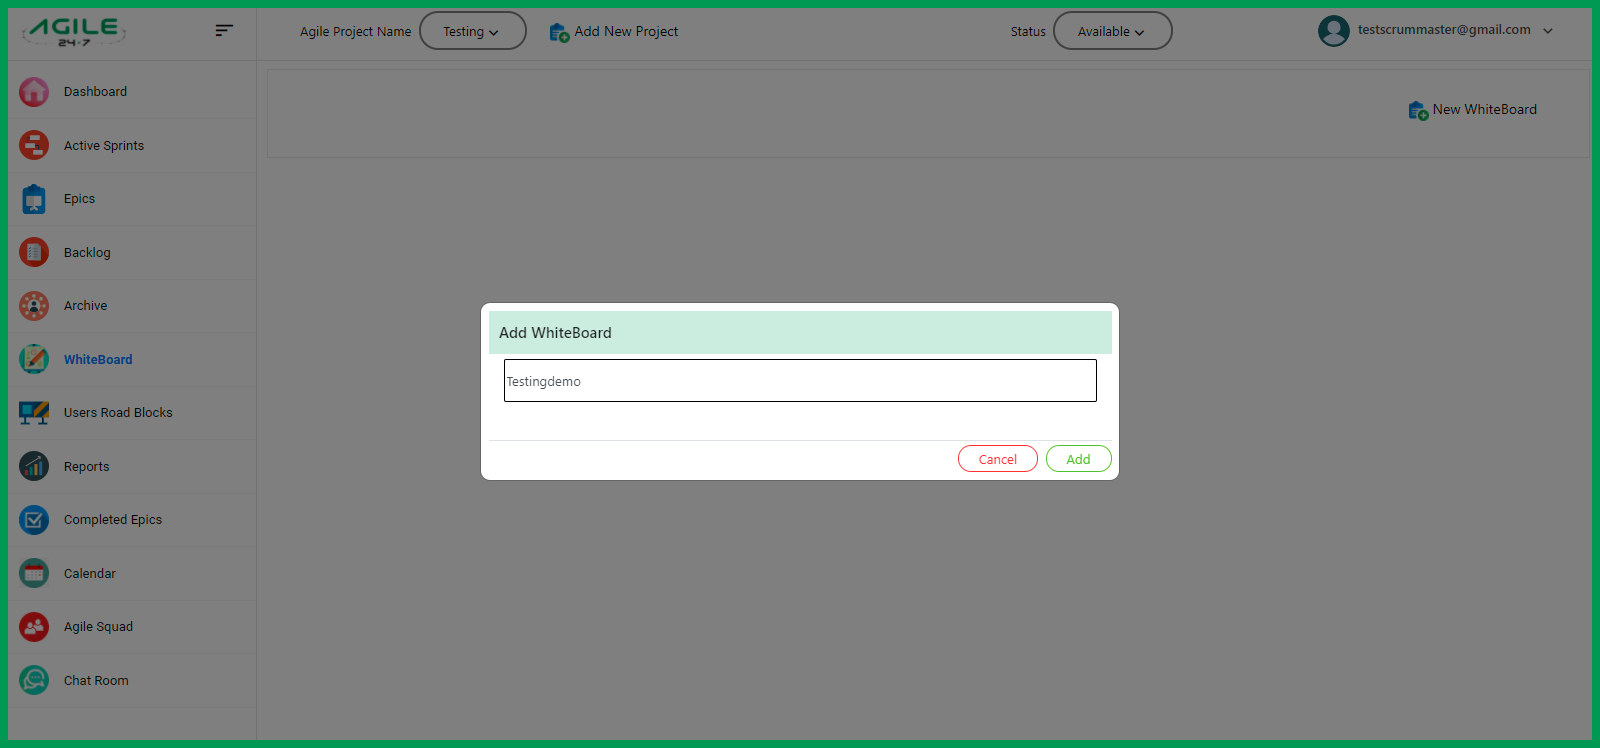 AGILE
24-7
Agile Project Name
Testing
Add New Project
Status
Available
testscrummaster@gmail.com
Dashboard
Active Sprints
Epics
Backlog
Archive
WhiteBoard
Users Road Blocks
Reports
Completed Epics
Calendar
Agile Squad
Chat Room
New WhiteBoard
Add WhiteBoard
Testingdemo
Cancel
Add